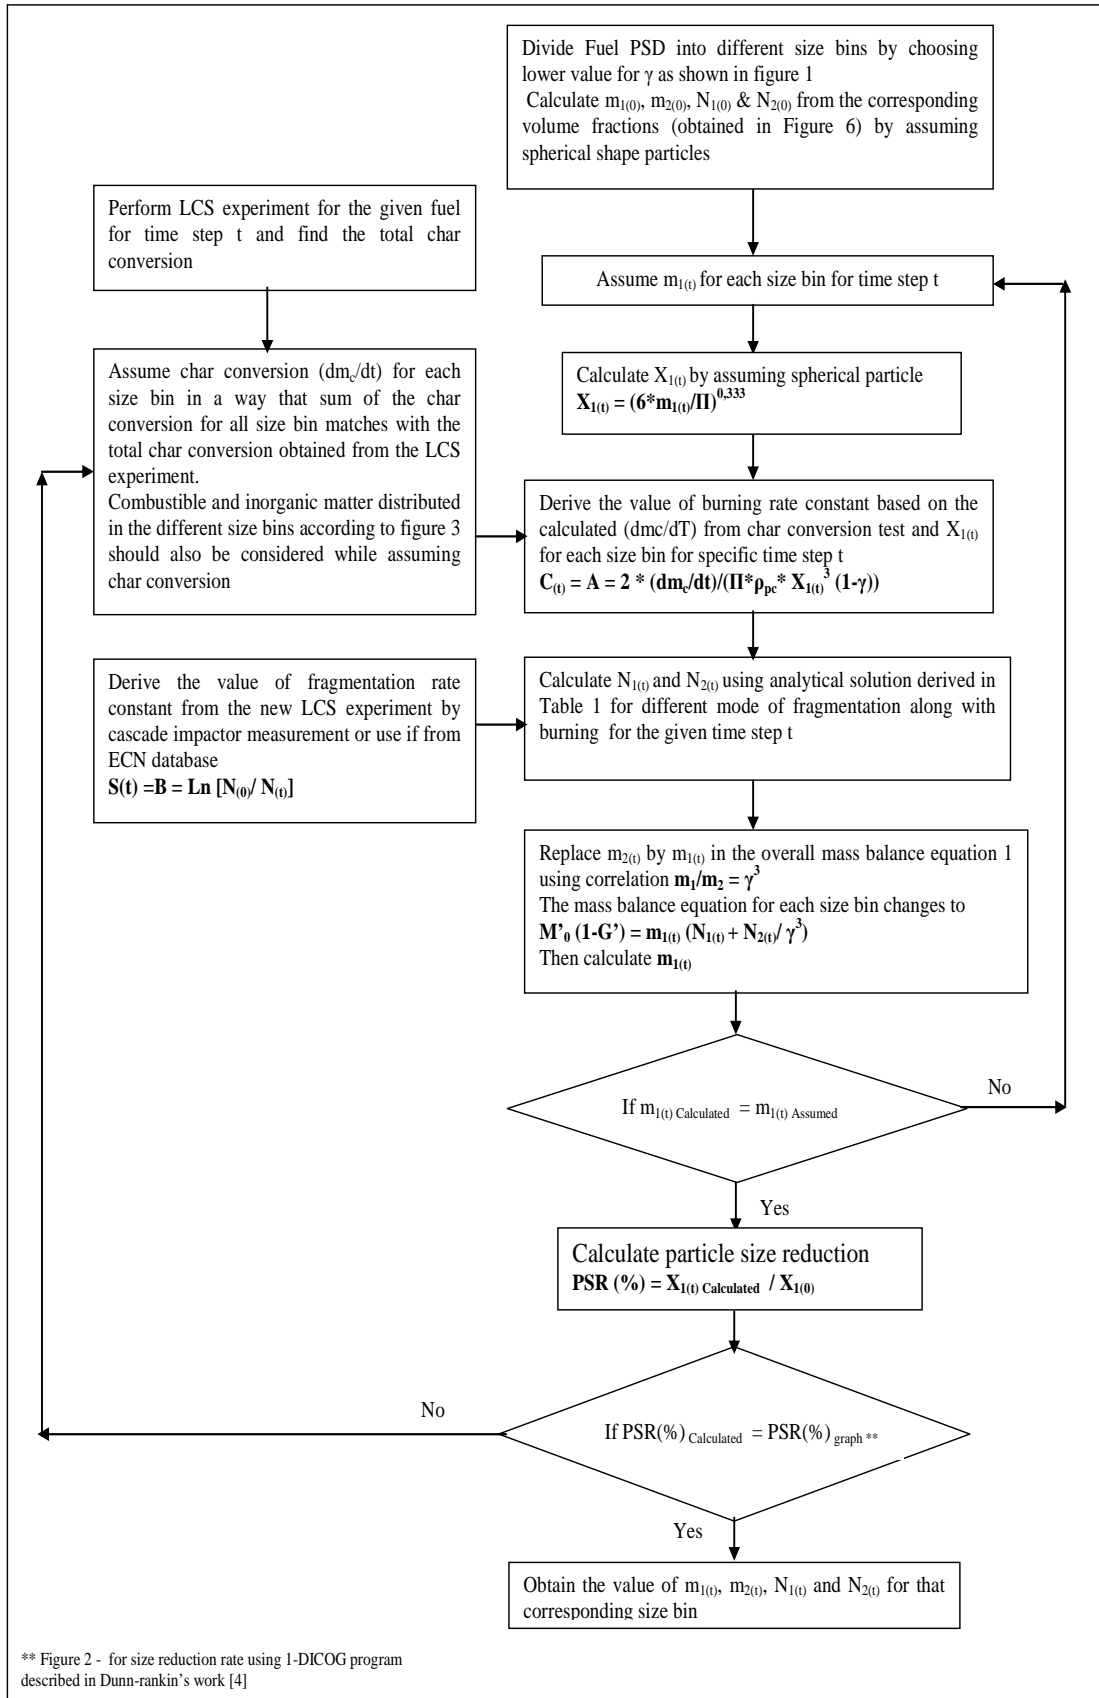 Divide Fuel PSD into different size bins by choosing
lower value for γ as shown in figure 1
Calculate m1(0), m2(0), N1(0) & N2(0) from the corresponding
volume fractions (obtained in Figure 6) by assuming
spherical shape particles
Perform LCS experiment for the given fuel
for time step t and find the total char
conversion
Assume m1(t) for each size bin for time step t
Assume char conversion (dmc/dt) for each
size bin in a way that sum of the char
conversion for all size bin matches with the
total char conversion obtained from the LCS
experiment.
Combustible and inorganic matter distributed
in the different size bins according to figure 3
should also be considered while assuming
char conversion
Calculate X1(t) by assuming spherical particle
X1(t) = (6*m1(t)/Π)^0,333
Derive the value of burning rate constant based on the
calculated (dmc/dT) from char conversion test and X1(t)
for each size bin for specific time step t
C(t) = A = 2 * (dmc/dt)/(Π*ρpc* X1(t)^3 (1-γ))
Derive the value of fragmentation rate
constant from the new LCS experiment by
cascade impactor measurement or use if from
ECN database
S(t) =B = Ln [N(0)/ N(t)]
Calculate N1(t) and N2(t) using analytical solution derived in
Table 1 for different mode of fragmentation along with
burning for the given time step t
Replace m2(t) by m1(t) in the overall mass balance equation 1
using correlation m1/m2 = γ^3
The mass balance equation for each size bin changes to
M’0 (1-G’) = m1(t) (N1(t) + N2(t)/ γ^3)
Then calculate m1(t)
If m1(t) Calculated = m1(t) Assumed
No
Yes
Calculate particle size reduction
PSR (%) = X1(t) Calculated / X1(0)
No
If PSR(%) Calculated = PSR(%) graph **
Yes
Obtain the value of m1(t), m2(t), N1(t) and N2(t) for that
corresponding size bin
** Figure 2 - for size reduction rate using 1-DICOG program
described in Dunn-rankin’s work [4]